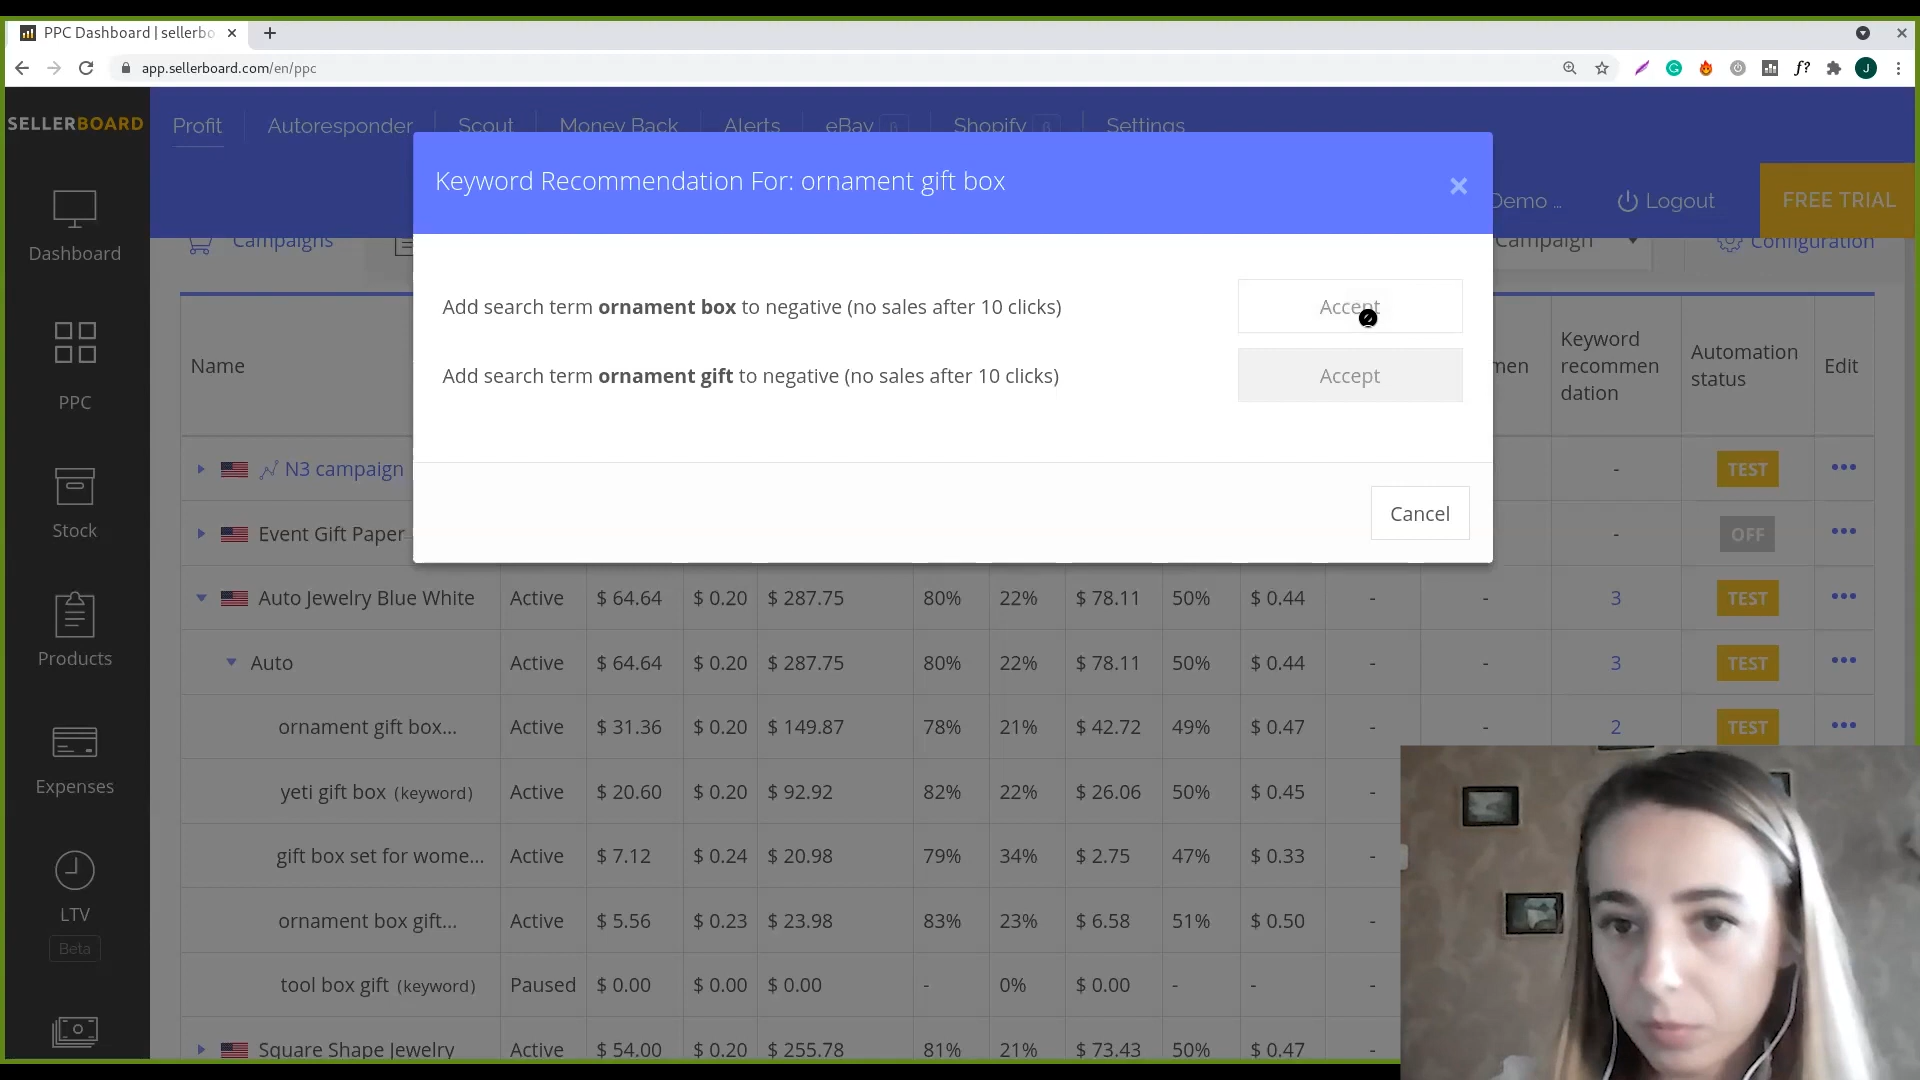 PPC Dashboard | sellerbo
app.sellerboard.com/en/ppc
f?
J
SELLERBOARD
Profit
Autoresponder
Scout
Money Back
Alerts
eBay
β
Shopify
β
Settings
Demo ...
Logout
FREE TRIAL
Campaigns
Campaign
Configuration
Keyword Recommendation For: ornament gift box
×
Add search term ornament box to negative (no sales after 10 clicks)
Accept
Add search term ornament gift to negative (no sales after 10 clicks)
Accept
Cancel
Dashboard
PPC
Stock
Products
Expenses
LTV
Beta
Name
Keyword recommen dation
Automation status
Edit
N3 campaign - TEST
Event Gift Paper - OFF
Auto Jewelry Blue White Active $ 64.64 $ 0.20 $ 287.75 80% 22% $ 78.11 50% $ 0.44 - - 3 TEST
Auto Active $ 64.64 $ 0.20 $ 287.75 80% 22% $ 78.11 50% $ 0.44 - - 3 TEST
ornament gift box... Active $ 31.36 $ 0.20 $ 149.87 78% 21% $ 42.72 49% $ 0.47 - - 2 TEST
yeti gift box (keyword) Active $ 20.60 $ 0.20 $ 92.92 82% 22% $ 26.06 50% $ 0.45 -
gift box set for wome... Active $ 7.12 $ 0.24 $ 20.98 79% 34% $ 2.75 47% $ 0.33 -
ornament box gift... Active $ 5.56 $ 0.23 $ 23.98 83% 23% $ 6.58 51% $ 0.50 -
tool box gift (keyword) Paused $ 0.00 $ 0.00 $ 0.00 - 0% $ 0.00 - - -
Square Shape Jewelry Active $ 54.00 $ 0.20 $ 255.78 81% 21% $ 73.43 50% $ 0.47 -